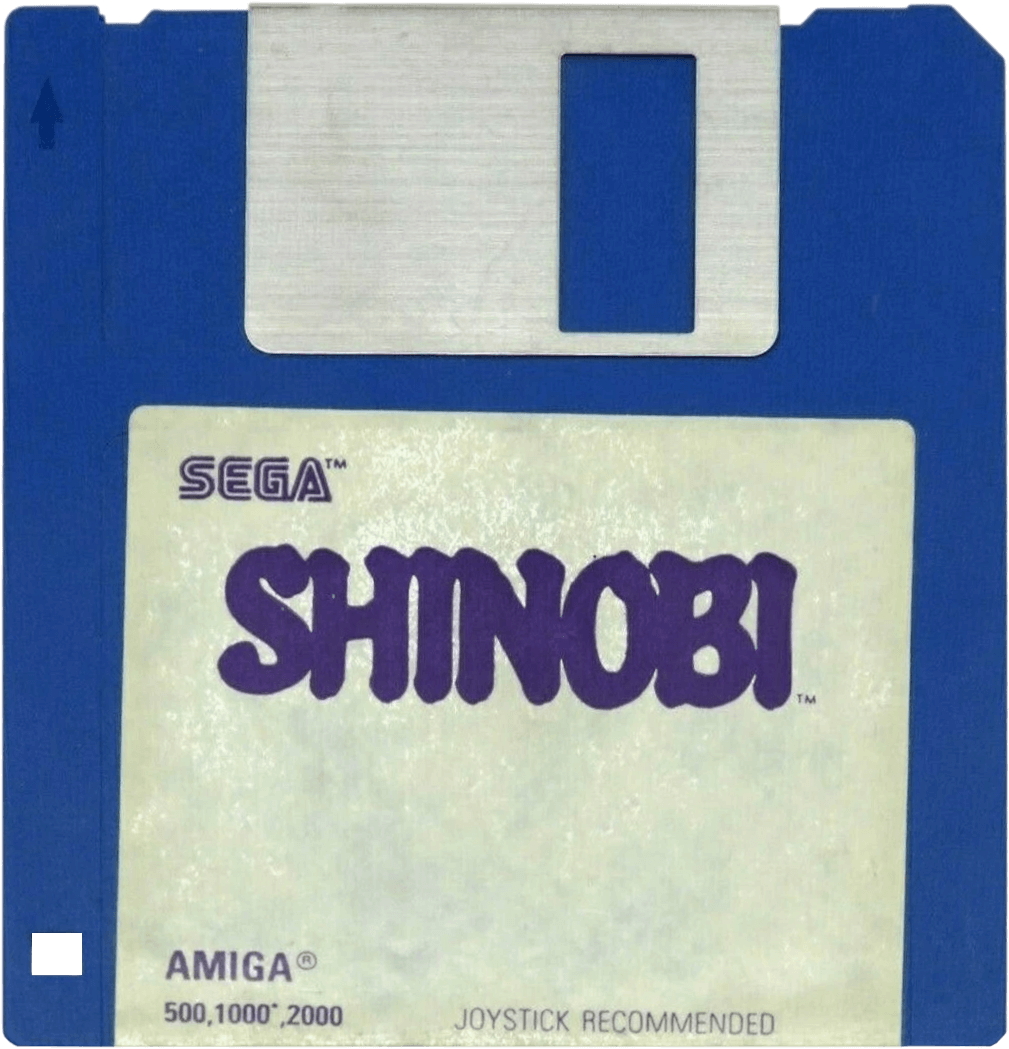 SEGA™
SHINOBI™
AMIGA®
500,1000*,2000
JOYSTICK RECOMMENDED